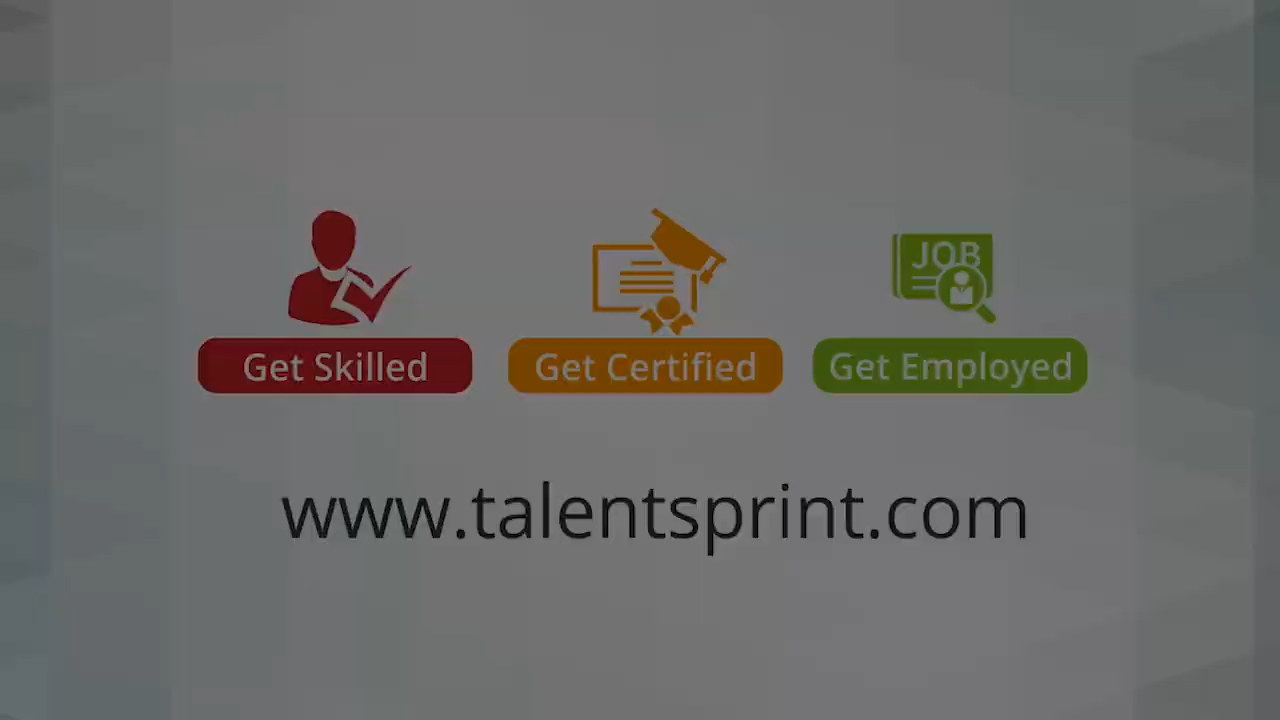 JOB
Get Skilled
Get Certified
Get Employed
www.talentsprint.com